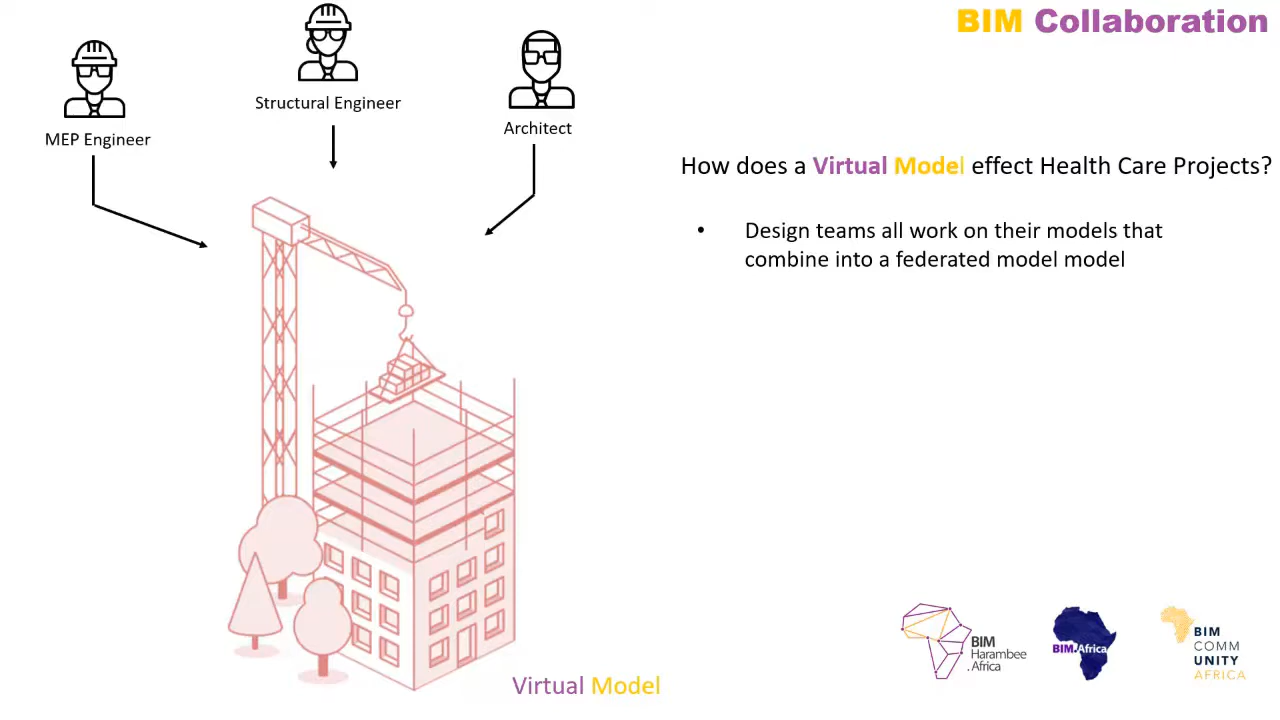 BIM Collaboration
MEP Engineer
Structural Engineer
Architect
How does a Virtual Model effect Health Care Projects?
• Design teams all work on their models that
combine into a federated model model
Virtual Model
BIM
Harambee
.Africa
BIM.Africa
BIM
COMM
UNITY
AFRICA